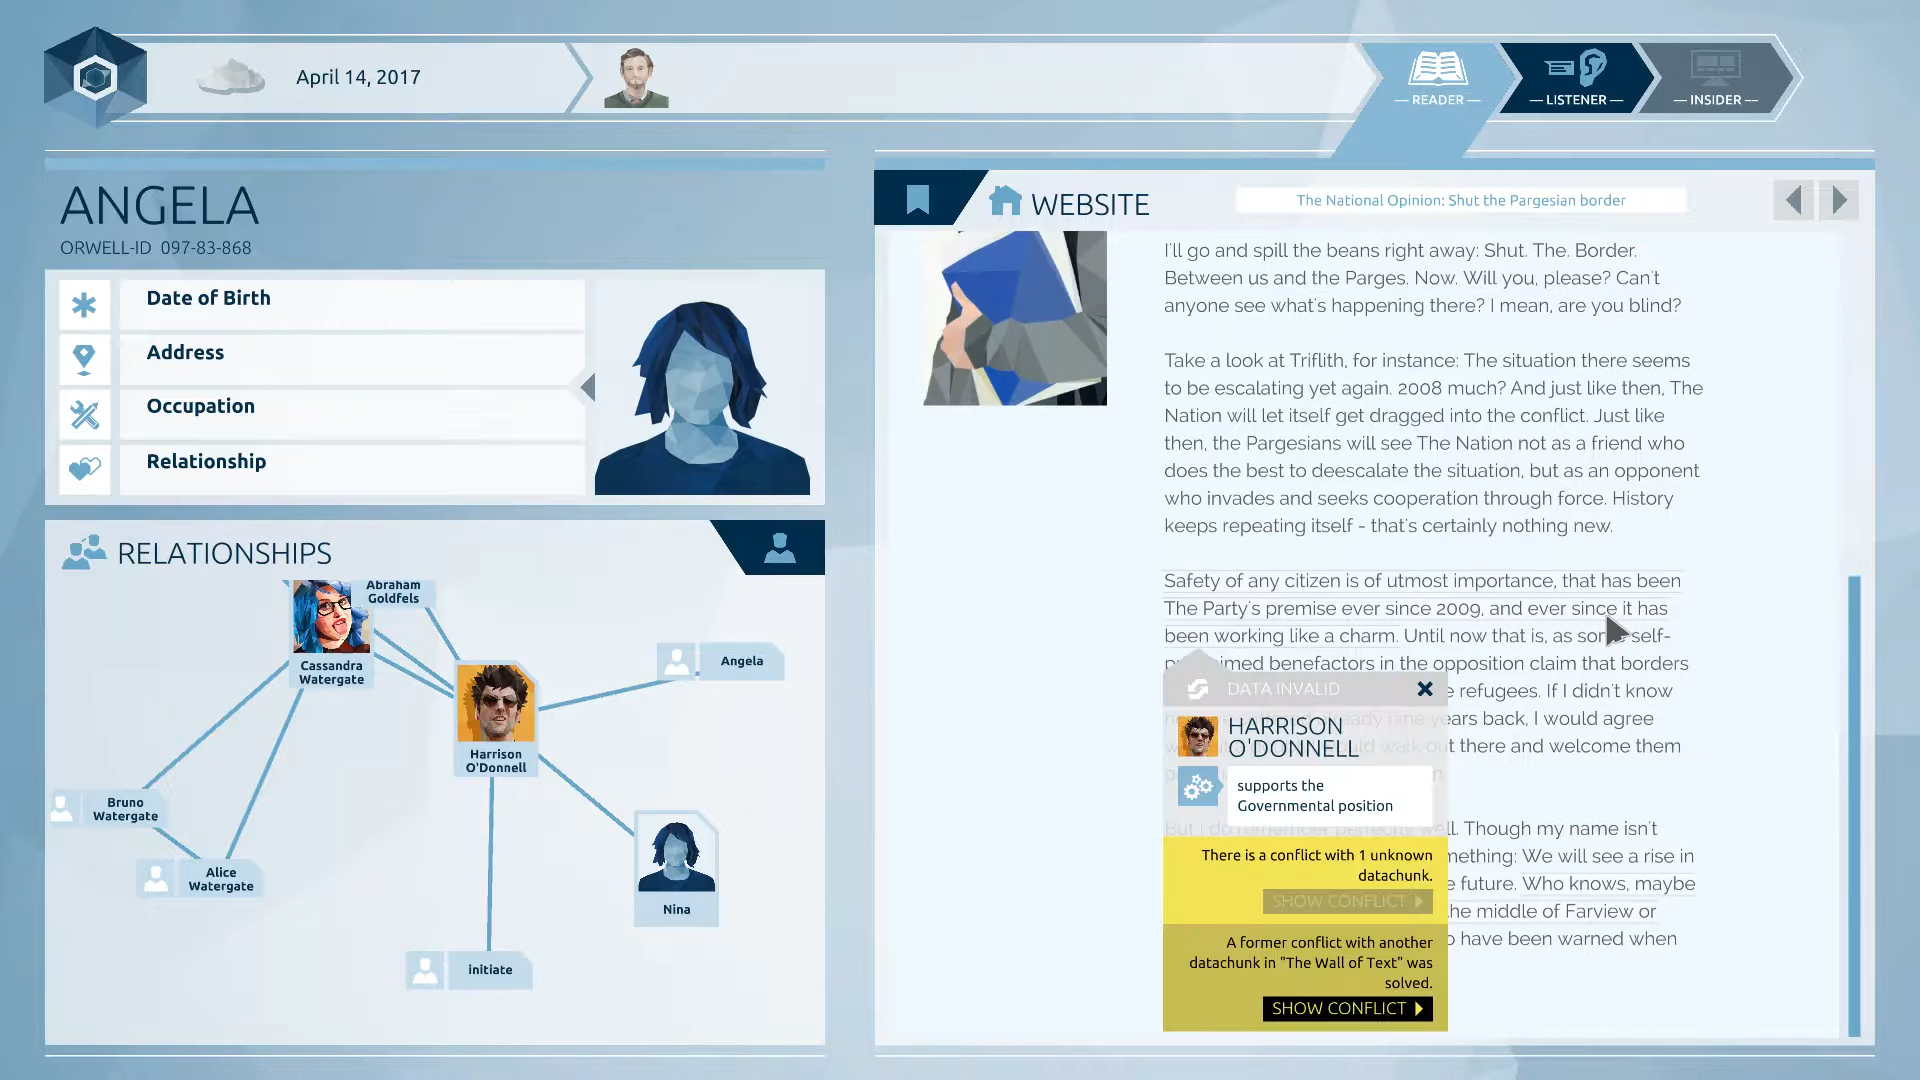 April 14, 2017
READER
LISTENER
INSIDER
ANGELA
ORWELL-ID 097-83-868
Date of Birth
Address
Occupation
Relationship
RELATIONSHIPS
Abraham
Goldfels
Cassandra
Watergate
Angela
Harrison
O'Donnell
Bruno
Watergate
Alice
Watergate
Nina
initiate
WEBSITE
The National Opinion: Shut the Pargesian border
I'll go and spill the beans right away: Shut. The. Border.
Between us and the Parges. Now. Will you, please? Can't
anyone see what's happening there? I mean, are you blind?
Take a look at Triflith, for instance: The situation there seems
to be escalating yet again. 2008 much? And just like then, The
Nation will let itself get dragged into the conflict. Just like
then, the Pargesians will see The Nation not as a friend who
does the best to deescalate the situation, but as an opponent
who invades and seeks cooperation through force. History
keeps repeating itself - that's certainly nothing new.
Safety of any citizen is of utmost importance, that has been
The Party's premise ever since 2009, and ever since it has
been working like a charm. Until now that is, as some self-
benefactors in the opposition claim that borders
refugees. If I didn't know
already nine years back, I would agree
walk out there and welcome them
But I do remember perfectly well. Though my name isn't
We will see a rise in
future. Who knows, maybe
the middle of Farview or
have been warned when
DATA INVALID
HARRISON
O'DONNELL
supports the
Governmental position
There is a conflict with 1 unknown
datachunk.
SHOW CONFLICT
A former conflict with another
datachunk in "The Wall of Text" was
solved.
SHOW CONFLICT